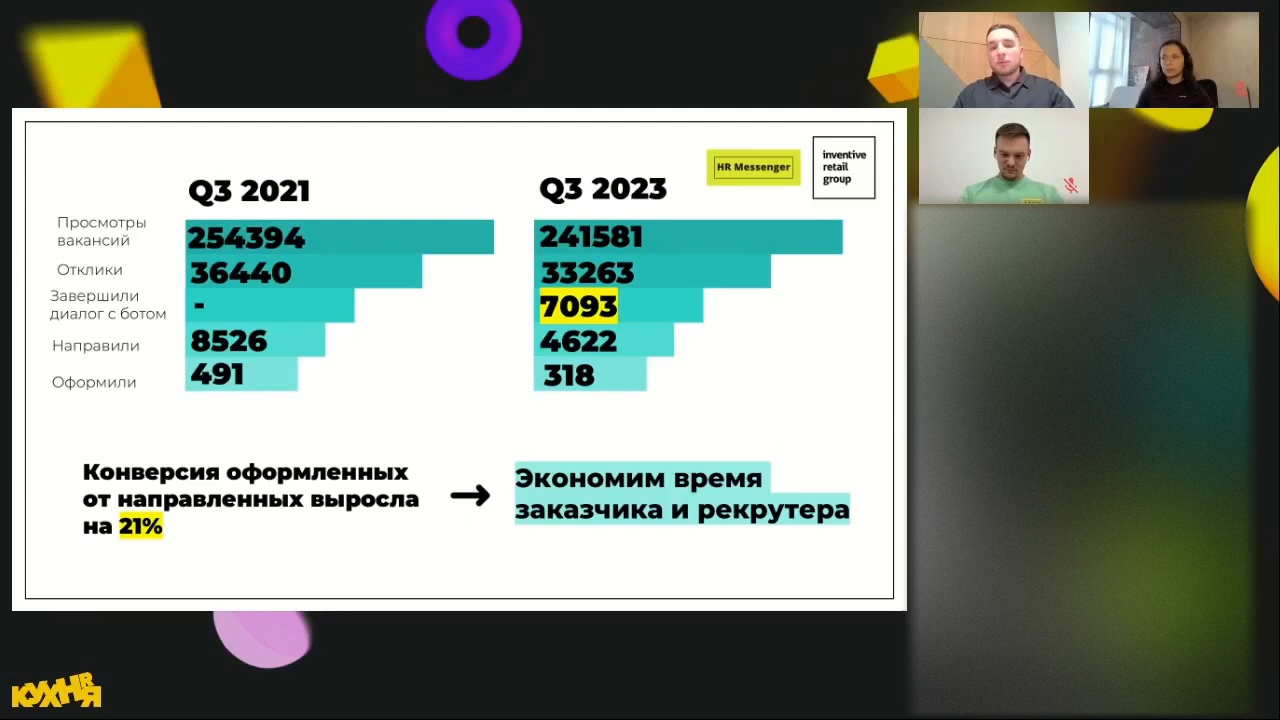 HR Messenger
inventive
retail
group
Q3 2021
Q3 2023
Просмотры
вакансий
254394
241581
Отклики
36440
33263
Завершили
диалог с ботом
-
7093
Направили
8526
4622
Оформили
491
318
Конверсия оформленных
от направленных выросла
на 21%
→
Экономим время
заказчика и рекрутера
КУХНHRЯ